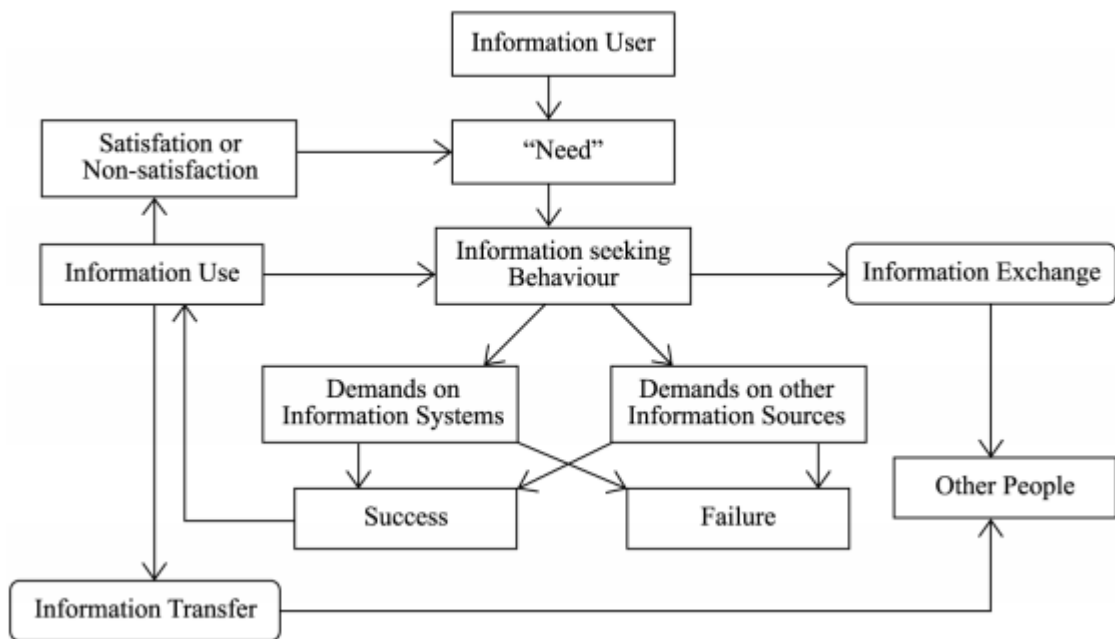 Information User
Satisfation or
Non-satisfaction
“Need”
Information Use
Information seeking
Behaviour
Information Exchange
Demands on
Information Systems
Demands on other
Information Sources
Success
Failure
Other People
Information Transfer